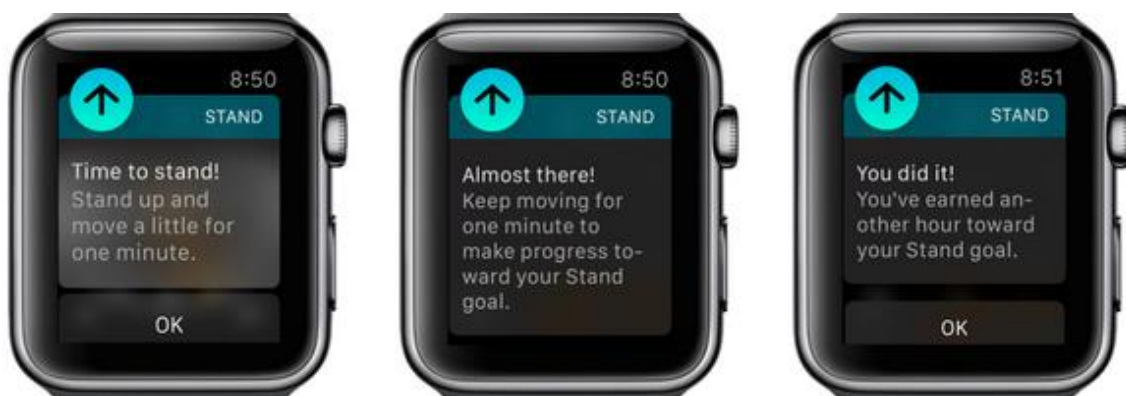 8:50
STAND
Time to stand!
Stand up and
move a little for
one minute.
OK
8:50
STAND
Almost there!
Keep moving for
one minute to
make progress to-
ward your Stand
goal.
8:51
STAND
You did it!
You've earned an-
other hour toward
your Stand goal.
OK